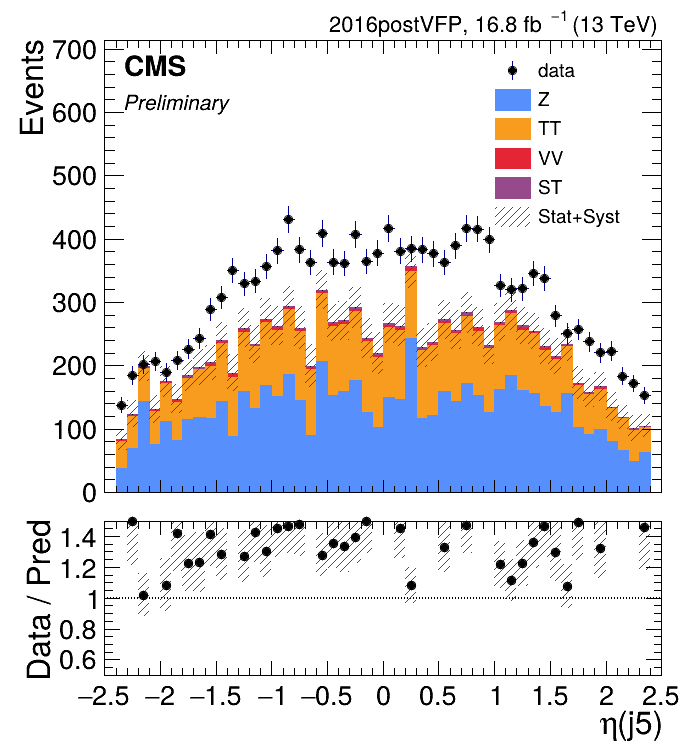 2016postVFP, 16.8 fb⁻¹ (13 TeV)
Events
700
600
500
400
300
200
100
0
CMS
Preliminary
data
Z
TT
VV
ST
Stat+Syst
Data / Pred
1.4
1.2
1
0.8
0.6
−2.5 −2 −1.5 −1 −0.5 0 0.5 1 1.5 2 2.5
η(j5)